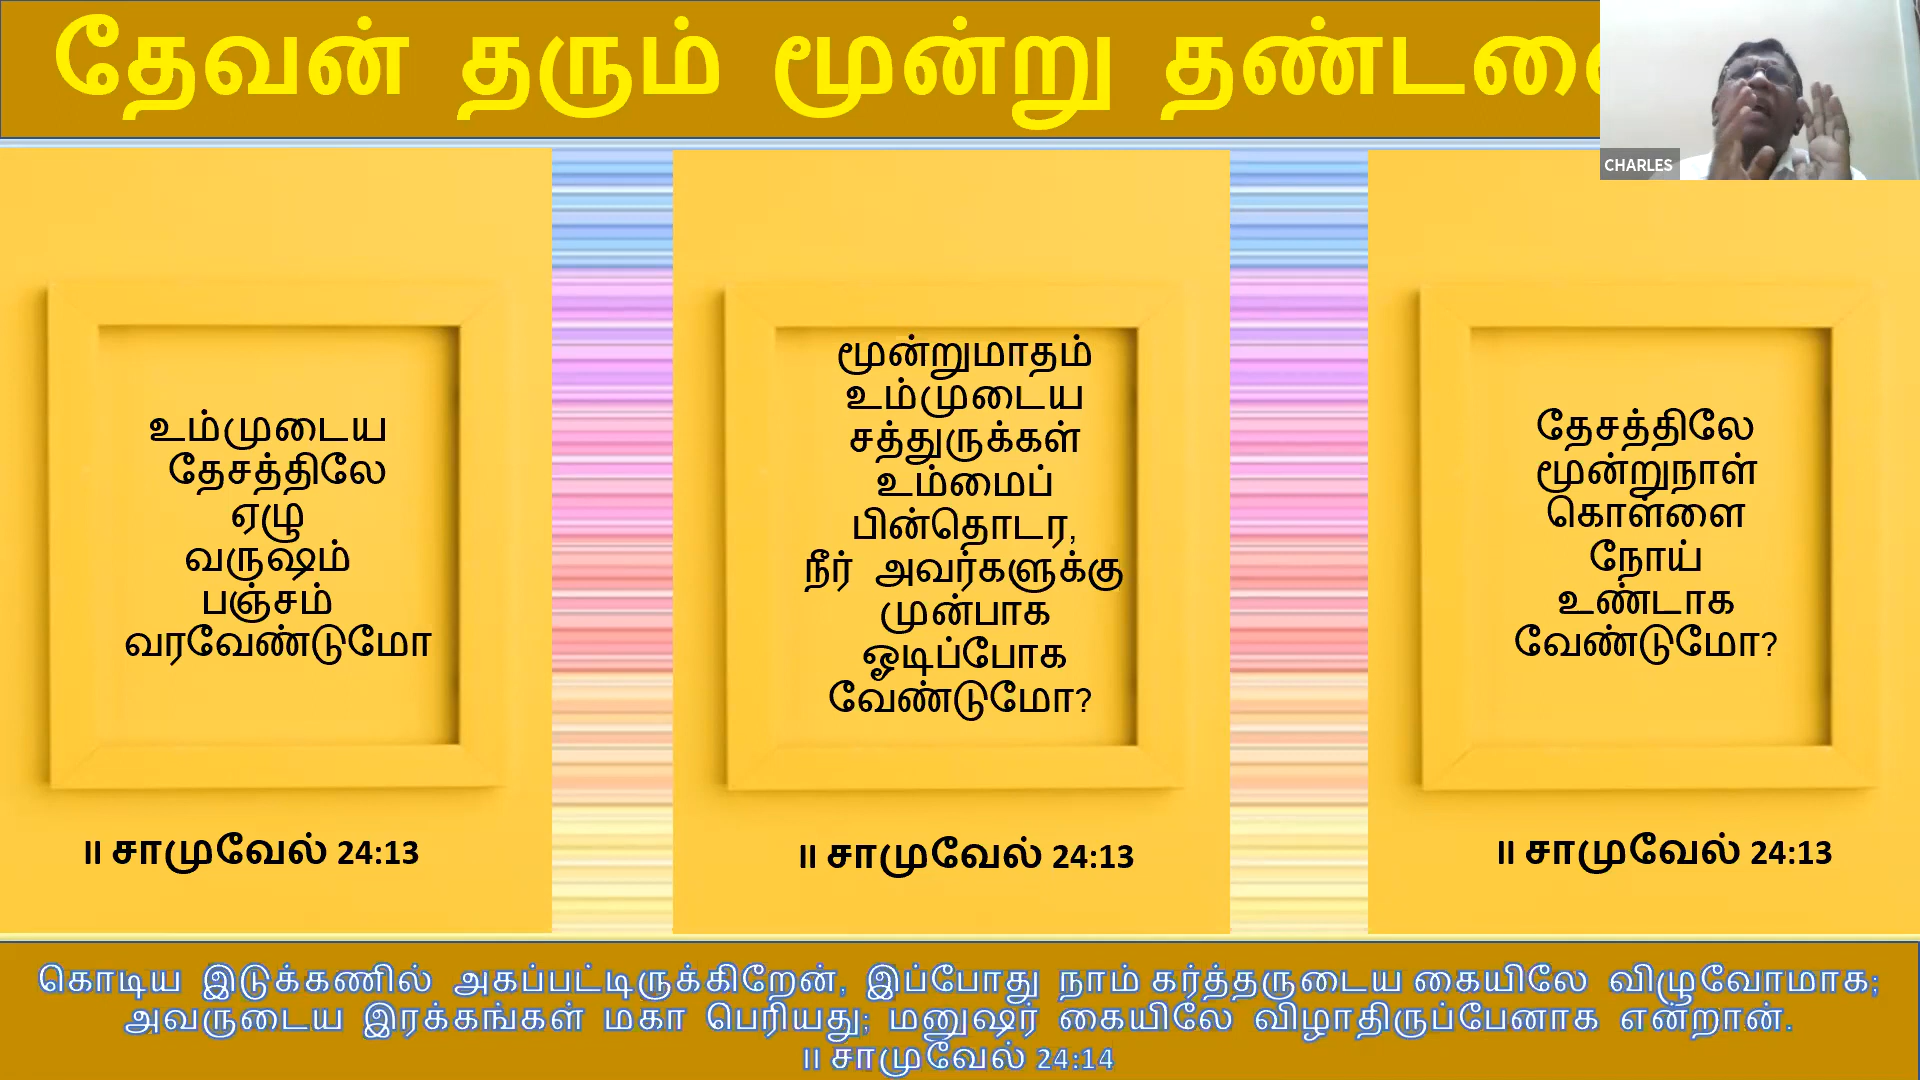 தேவன் தரும் மூன்று
CHARLES
உம்முடைய
தேசத்திலே
ஏழு
வருஷம்
பஞ்சம்
வரவேண்டுமோ
II சாமுவேல் 24:13
மூன்றுமாதம்
உம்முடைய
சத்துருக்கள்
உம்மைப்
பின்தொடர,
நீர் அவர்களுக்கு
முன்பாக
ஓடிப்போக
வேண்டுமோ?
II சாமுவேல் 24:13
தேசத்திலே
மூன்றுநாள்
கொள்ளை
நோய்
உண்டாக
வேண்டுமோ?
II சாமுவேல் 24:13
கொடிய இடுக்கணில் அகப்பட்டிருக்கிறேன், இப்போது நாம் கர்த்தருடைய கையிலே விழுவோமாக;
அவருடைய இரக்கங்கள் மகா பெரியது; மனுஷர் கையிலே விழாதிருப்பேனாக என்றான்.
II சாமுவேல் 24:14